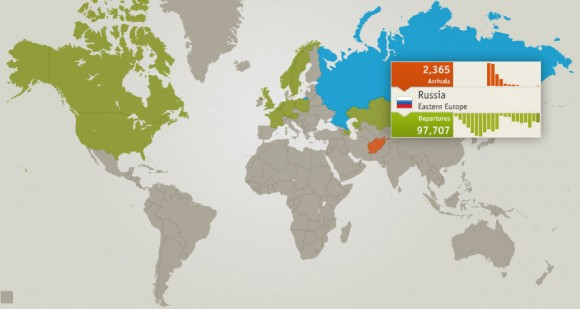 2,365
Arrivals
Russia
Eastern Europe
Departures
97,707